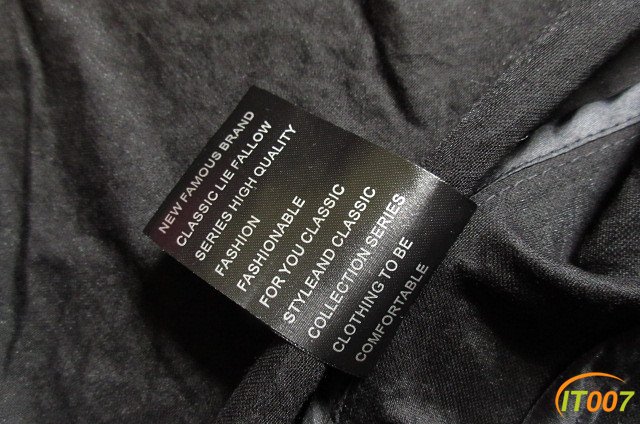 NEW FAMOUS BRAND
CLASSIC LIE FALLOW
SERIES HIGH QUALITY
FASHION
FASHIONABLE
FOR YOU CLASSIC
STYLEAND CLASSIC
COLLECTION SERIES
CLOTHING TO BE
COMFORTABLE
IT007